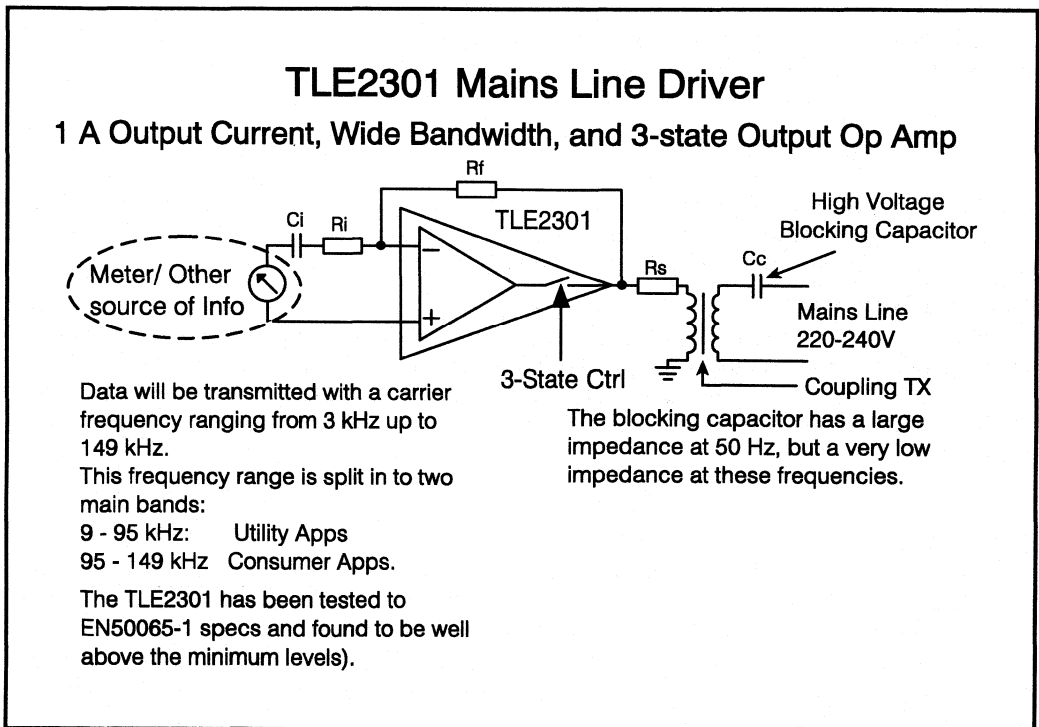 TLE2301 Mains Line Driver
1 A Output Current, Wide Bandwidth, and 3-state Output Op Amp
Rf
TLE2301
High Voltage
Blocking Capacitor
Ci
Ri
Rs
Cc
Meter/ Other
source of Info
−
+
Mains Line
220-240V
3-State Ctrl
Coupling TX
Data will be transmitted with a carrier
frequency ranging from 3 kHz up to
149 kHz.
This frequency range is split in to two
main bands:
9 - 95 kHz: Utility Apps
95 - 149 kHz Consumer Apps.
The TLE2301 has been tested to
EN50065-1 specs and found to be well
above the minimum levels).
The blocking capacitor has a large
impedance at 50 Hz, but a very low
impedance at these frequencies.